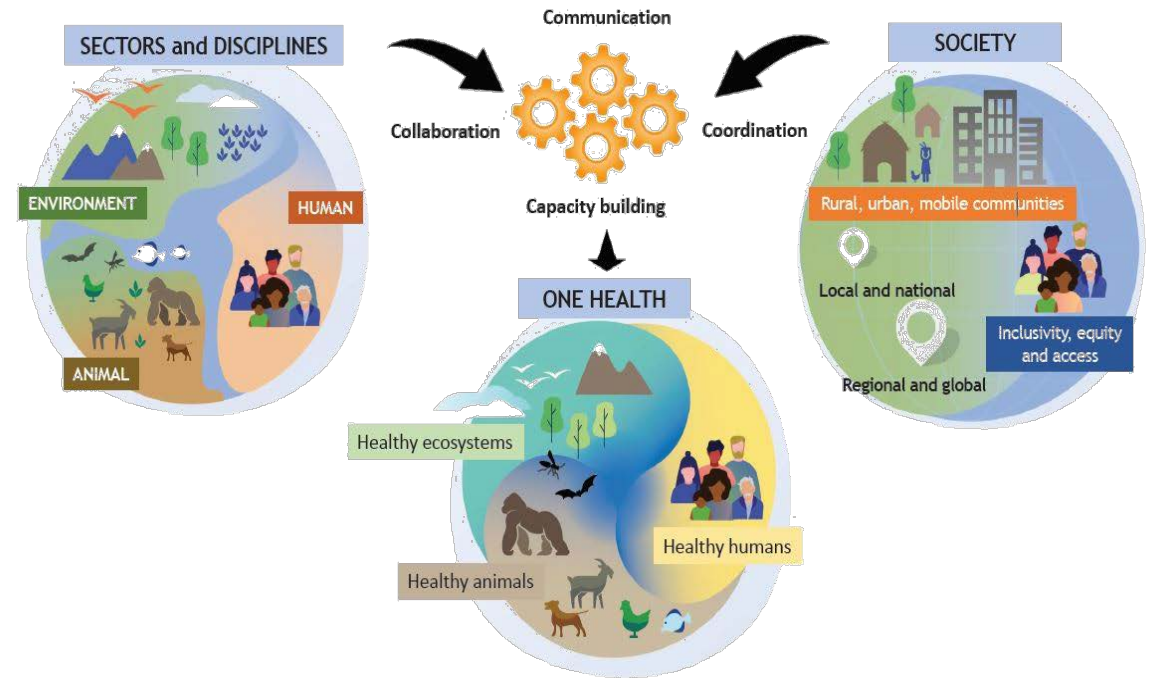 Communication
SECTORS and DISCIPLINES
SOCIETY
Collaboration
Coordination
Capacity building
ENVIRONMENT
HUMAN
ANIMAL
Rural, urban, mobile communities
Local and national
Inclusivity, equity
and access
Regional and global
ONE HEALTH
Healthy ecosystems
Healthy humans
Healthy animals